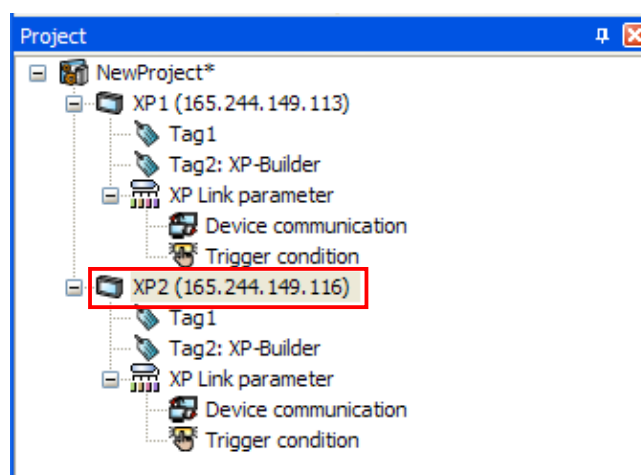 Project
NewProject*
XP1 (165.244.149.113)
Tag1
Tag2: XP-Builder
XP Link parameter
Device communication
Trigger condition
XP2 (165.244.149.116)
Tag1
Tag2: XP-Builder
XP Link parameter
Device communication
Trigger condition